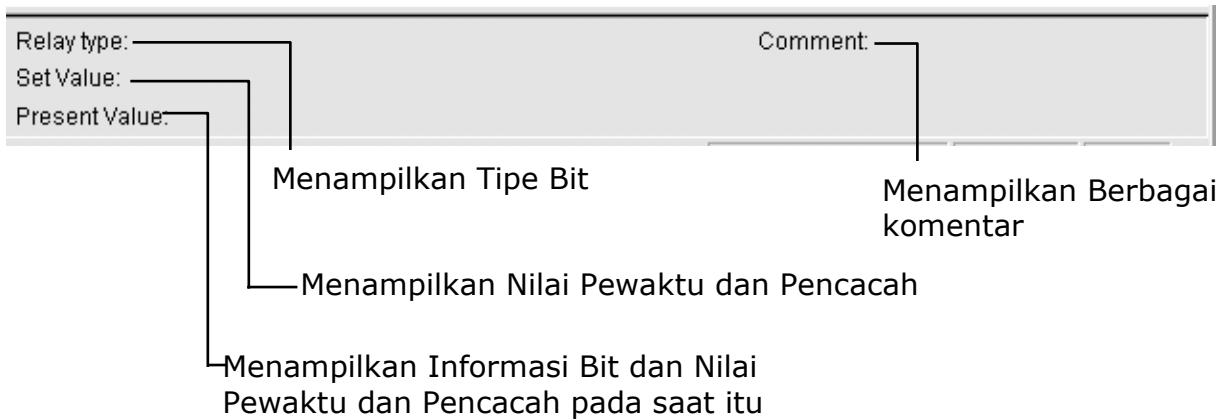 Relay type:
Comment:
Set Value:
Present Value:
Menampilkan Tipe Bit
Menampilkan Berbagai
komentar
Menampilkan Nilai Pewaktu dan Pencacah
Menampilkan Informasi Bit dan Nilai
Pewaktu dan Pencacah pada saat itu